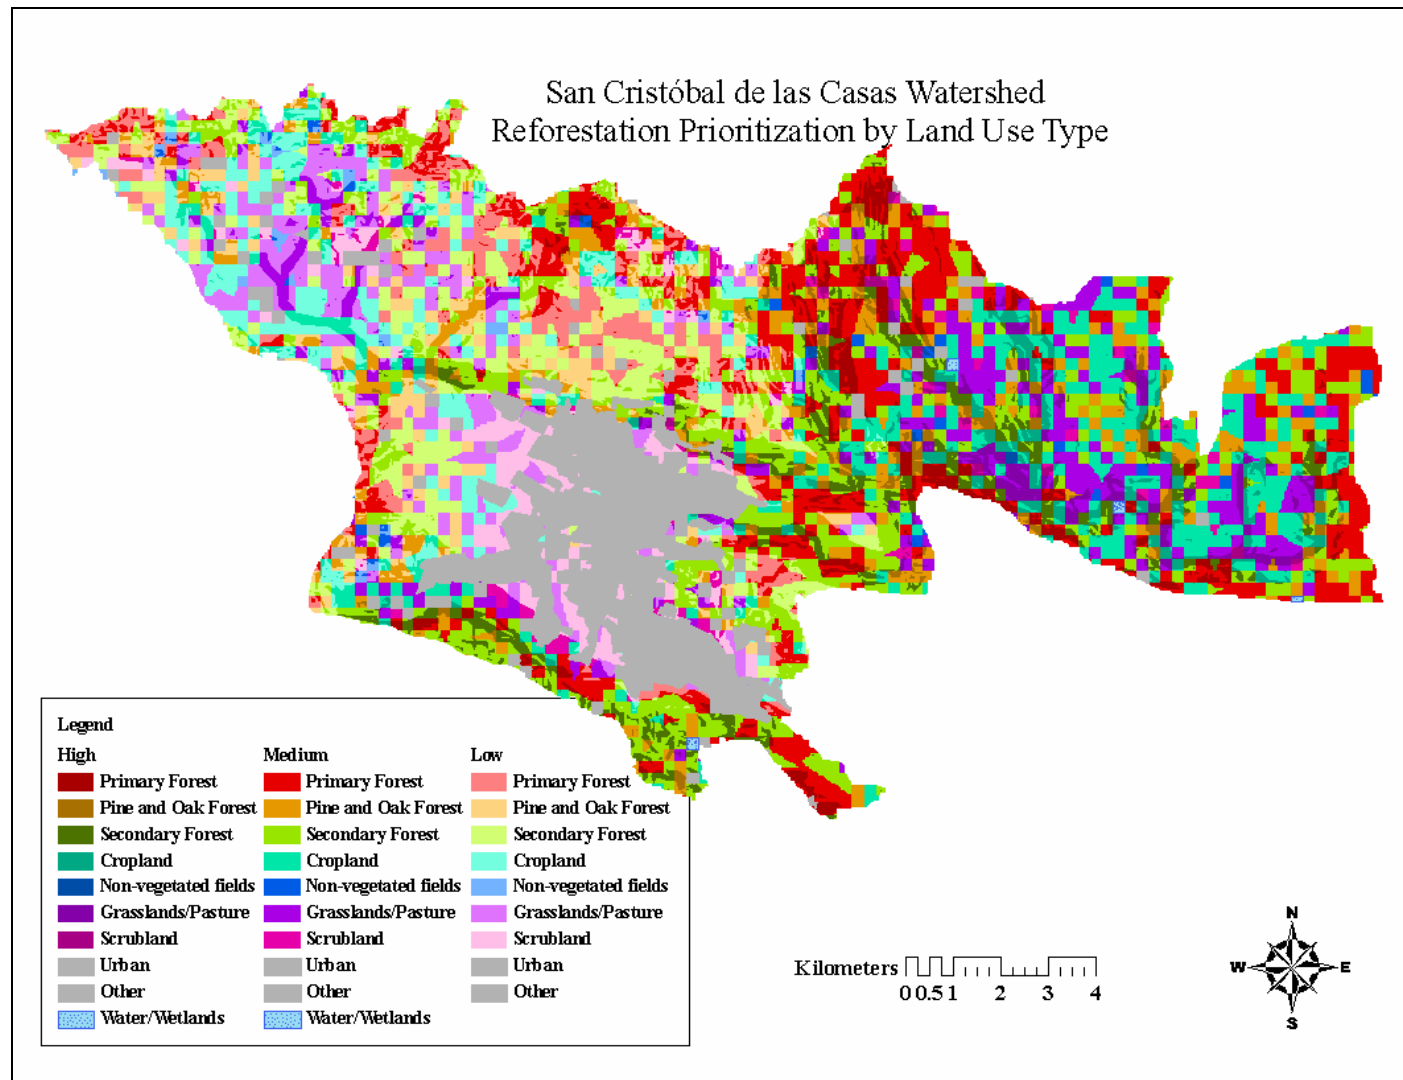 San Cristóbal de las Casas Watershed
Reforestation Prioritization by Land Use Type
Legend
High Medium Low
Primary Forest Primary Forest Primary Forest
Pine and Oak Forest Pine and Oak Forest Pine and Oak Forest
Secondary Forest Secondary Forest Secondary Forest
Cropland Cropland Cropland
Non-vegetated fields Non-vegetated fields Non-vegetated fields
Grasslands/Pasture Grasslands/Pasture Grasslands/Pasture
Scrubland Scrubland Scrubland
Urban Urban Urban
Other Other Other
Water/Wetlands Water/Wetlands
Kilometers
0 0.5 1 2 3 4
N
W E
S